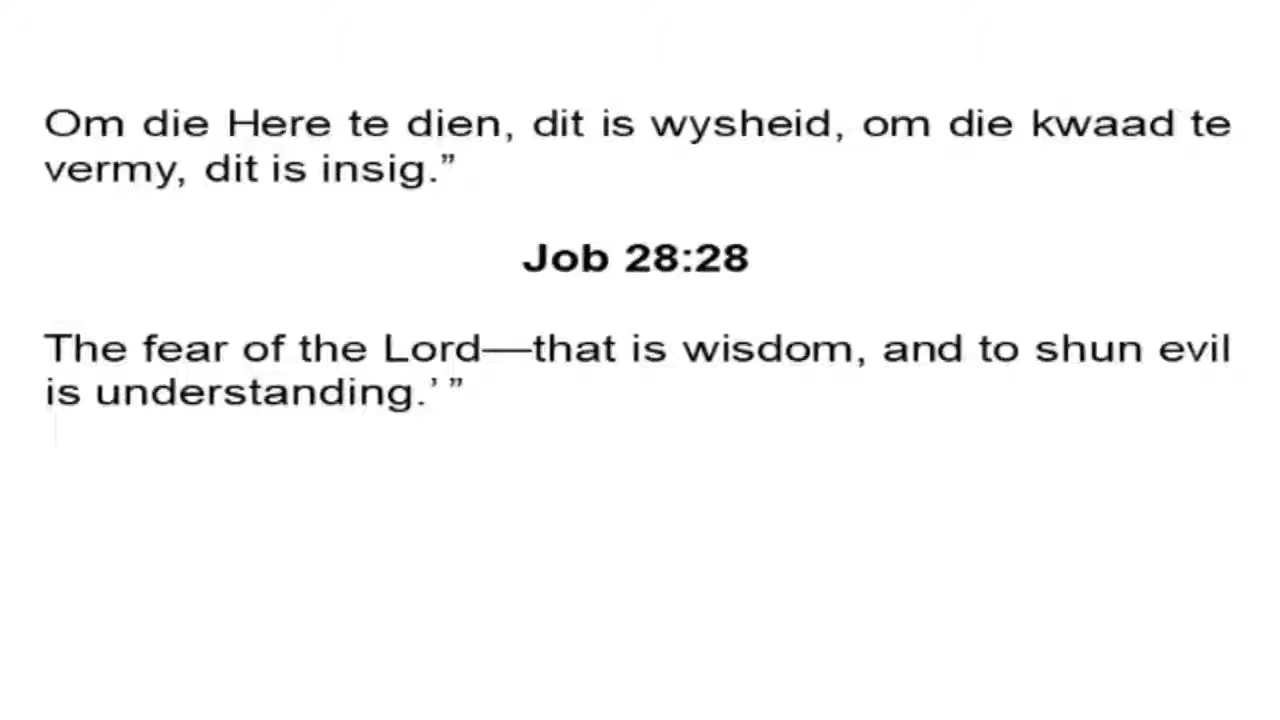 Om die Here te dien, dit is wysheid, om die kwaad te
vermy, dit is insig.”
Job 28:28
The fear of the Lord—that is wisdom, and to shun evil
is understanding.’ ”